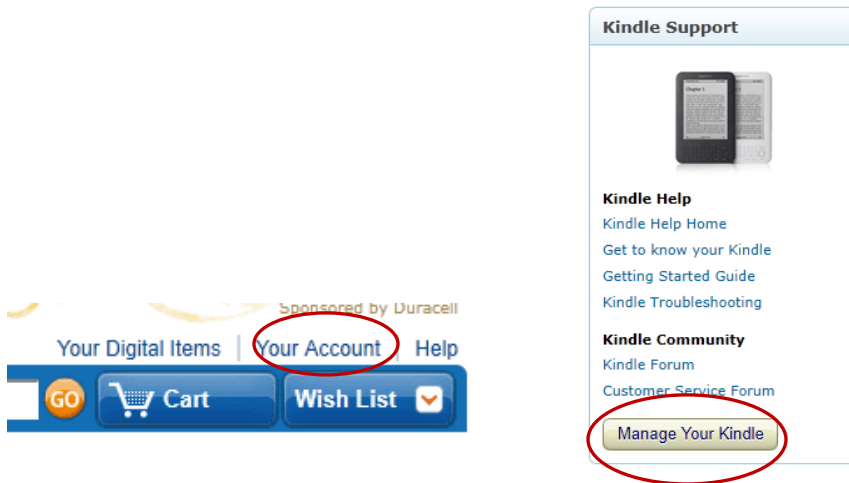 Kindle Support
Kindle Help
Kindle Help Home
Get to know your Kindle
Getting Started Guide
Kindle Troubleshooting
Kindle Community
Kindle Forum
Customer Service Forum
Manage Your Kindle
Sponsored by Duracell
Your Digital Items | Your Account | Help
GO Cart Wish List